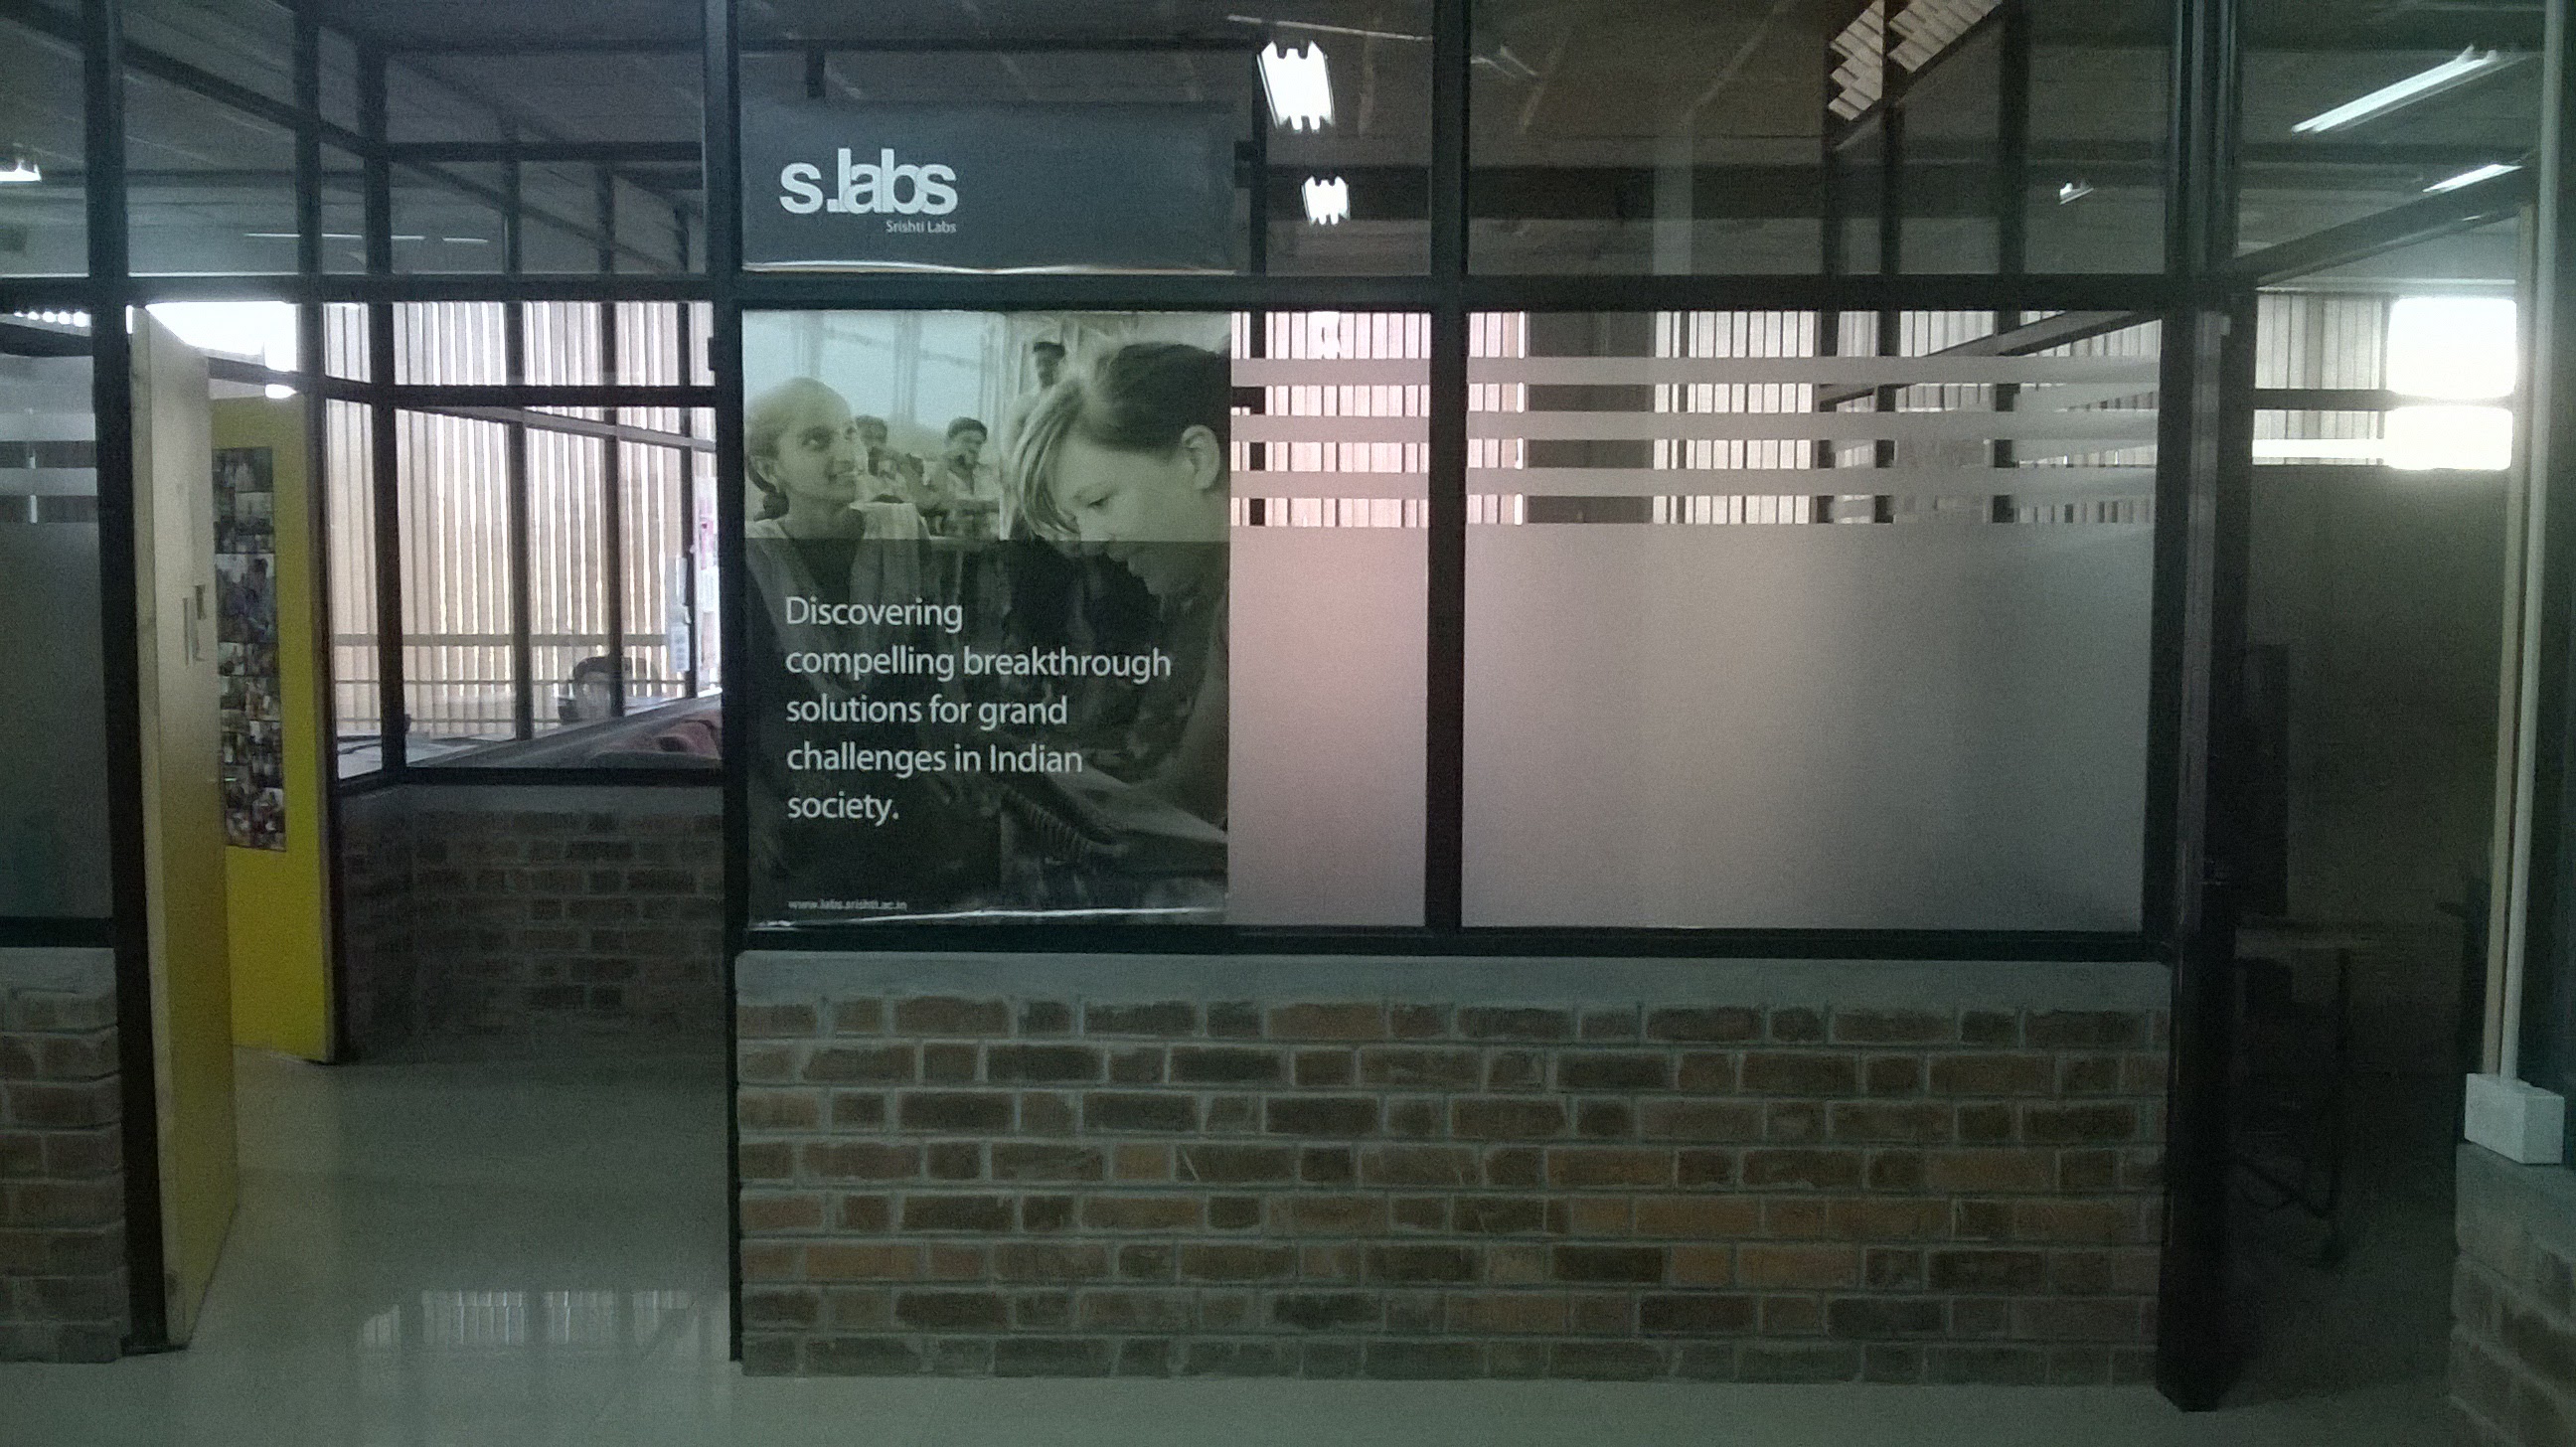 s.labs
Srishti Labs
Discovering
compelling breakthrough
solutions for grand
challenges in Indian
society.
www.labs.srishti.ac.in